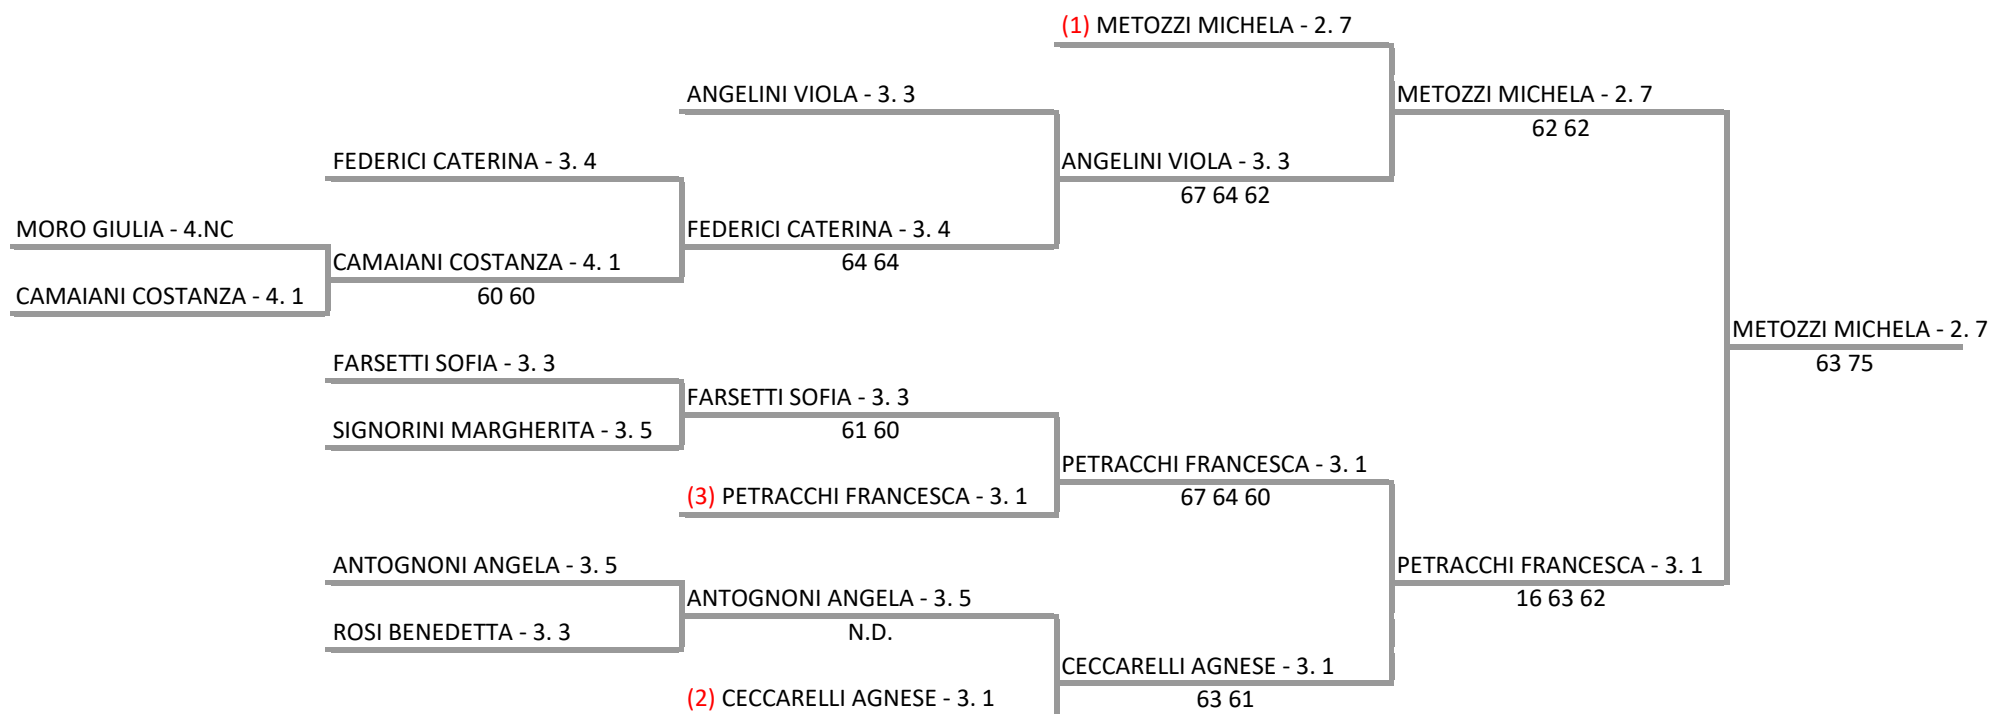 (1) METOZZI MICHELA - 2. 7
ANGELINI VIOLA - 3. 3
METOZZI MICHELA - 2. 7
62 62
FEDERICI CATERINA - 3. 4
ANGELINI VIOLA - 3. 3
67 64 62
MORO GIULIA - 4.NC
FEDERICI CATERINA - 3. 4
64 64
CAMAIANI COSTANZA - 4. 1
60 60
CAMAIANI COSTANZA - 4. 1
METOZZI MICHELA - 2. 7
63 75
FARSETTI SOFIA - 3. 3
FARSETTI SOFIA - 3. 3
61 60
SIGNORINI MARGHERITA - 3. 5
PETRACCHI FRANCESCA - 3. 1
67 64 60
(3) PETRACCHI FRANCESCA - 3. 1
ANTOGNONI ANGELA - 3. 5
PETRACCHI FRANCESCA - 3. 1
16 63 62
ANTOGNONI ANGELA - 3. 5
N.D.
ROSI BENEDETTA - 3. 3
CECCARELLI AGNESE - 3. 1
63 61
(2) CECCARELLI AGNESE - 3. 1